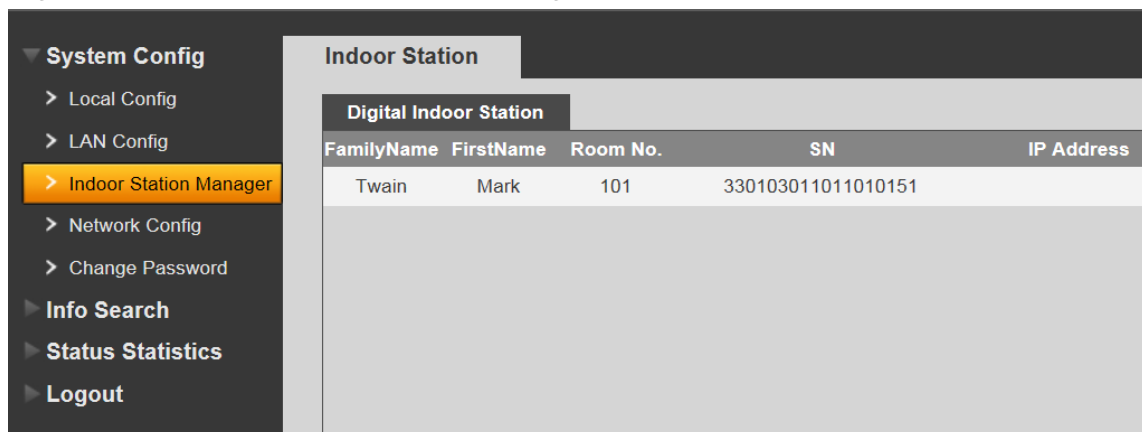 System Config
Local Config
LAN Config
Indoor Station Manager
Network Config
Change Password
Info Search
Status Statistics
Logout
Indoor Station
Digital Indoor Station
FamilyName FirstName Room No. SN IP Address
Twain Mark 101 330103011011010151